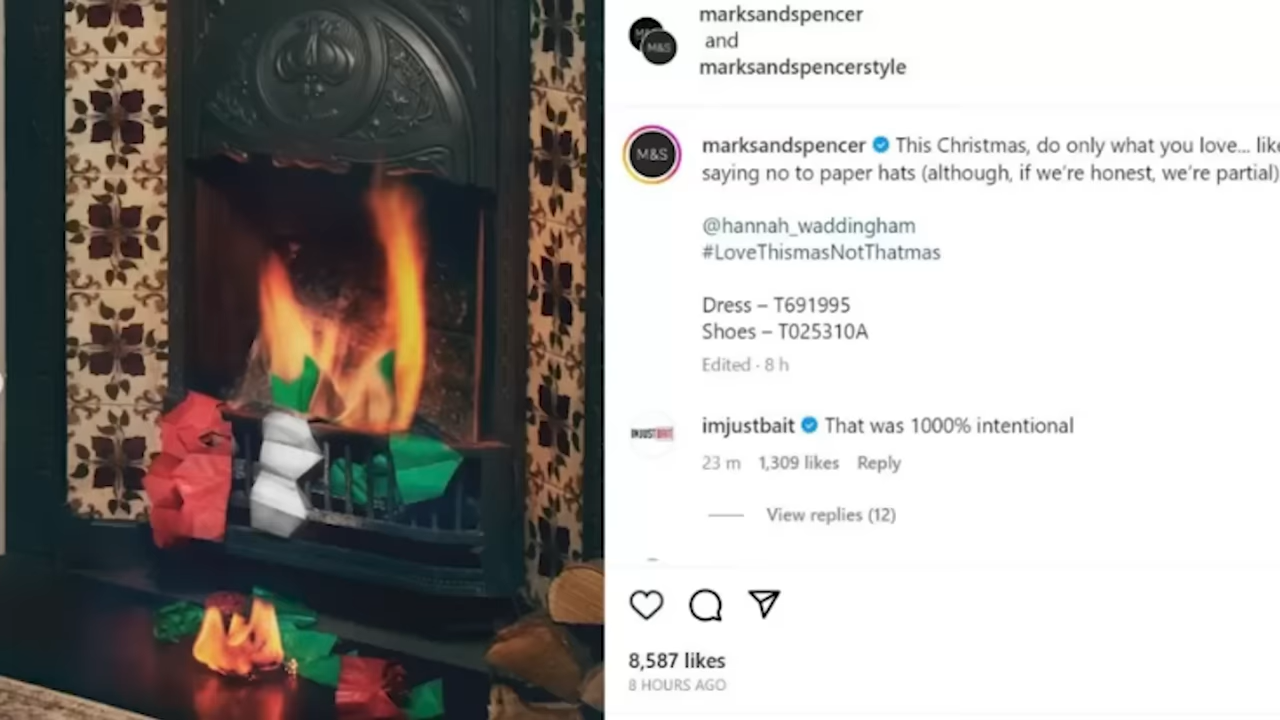 marksandspencer
and
marksandspencerstyle
M&S
M&S
marksandspencer This Christmas, do only what you love... like
saying no to paper hats (although, if we're honest, we're partial)
@hannah_waddingham
#LoveThismasNotThatmas
Dress – T691995
Shoes – T025310A
Edited · 8 h
IMJUSTBAIT
imjustbait That was 1000% intentional
23 m 1,309 likes Reply
View replies (12)
8,587 likes
8 HOURS AGO